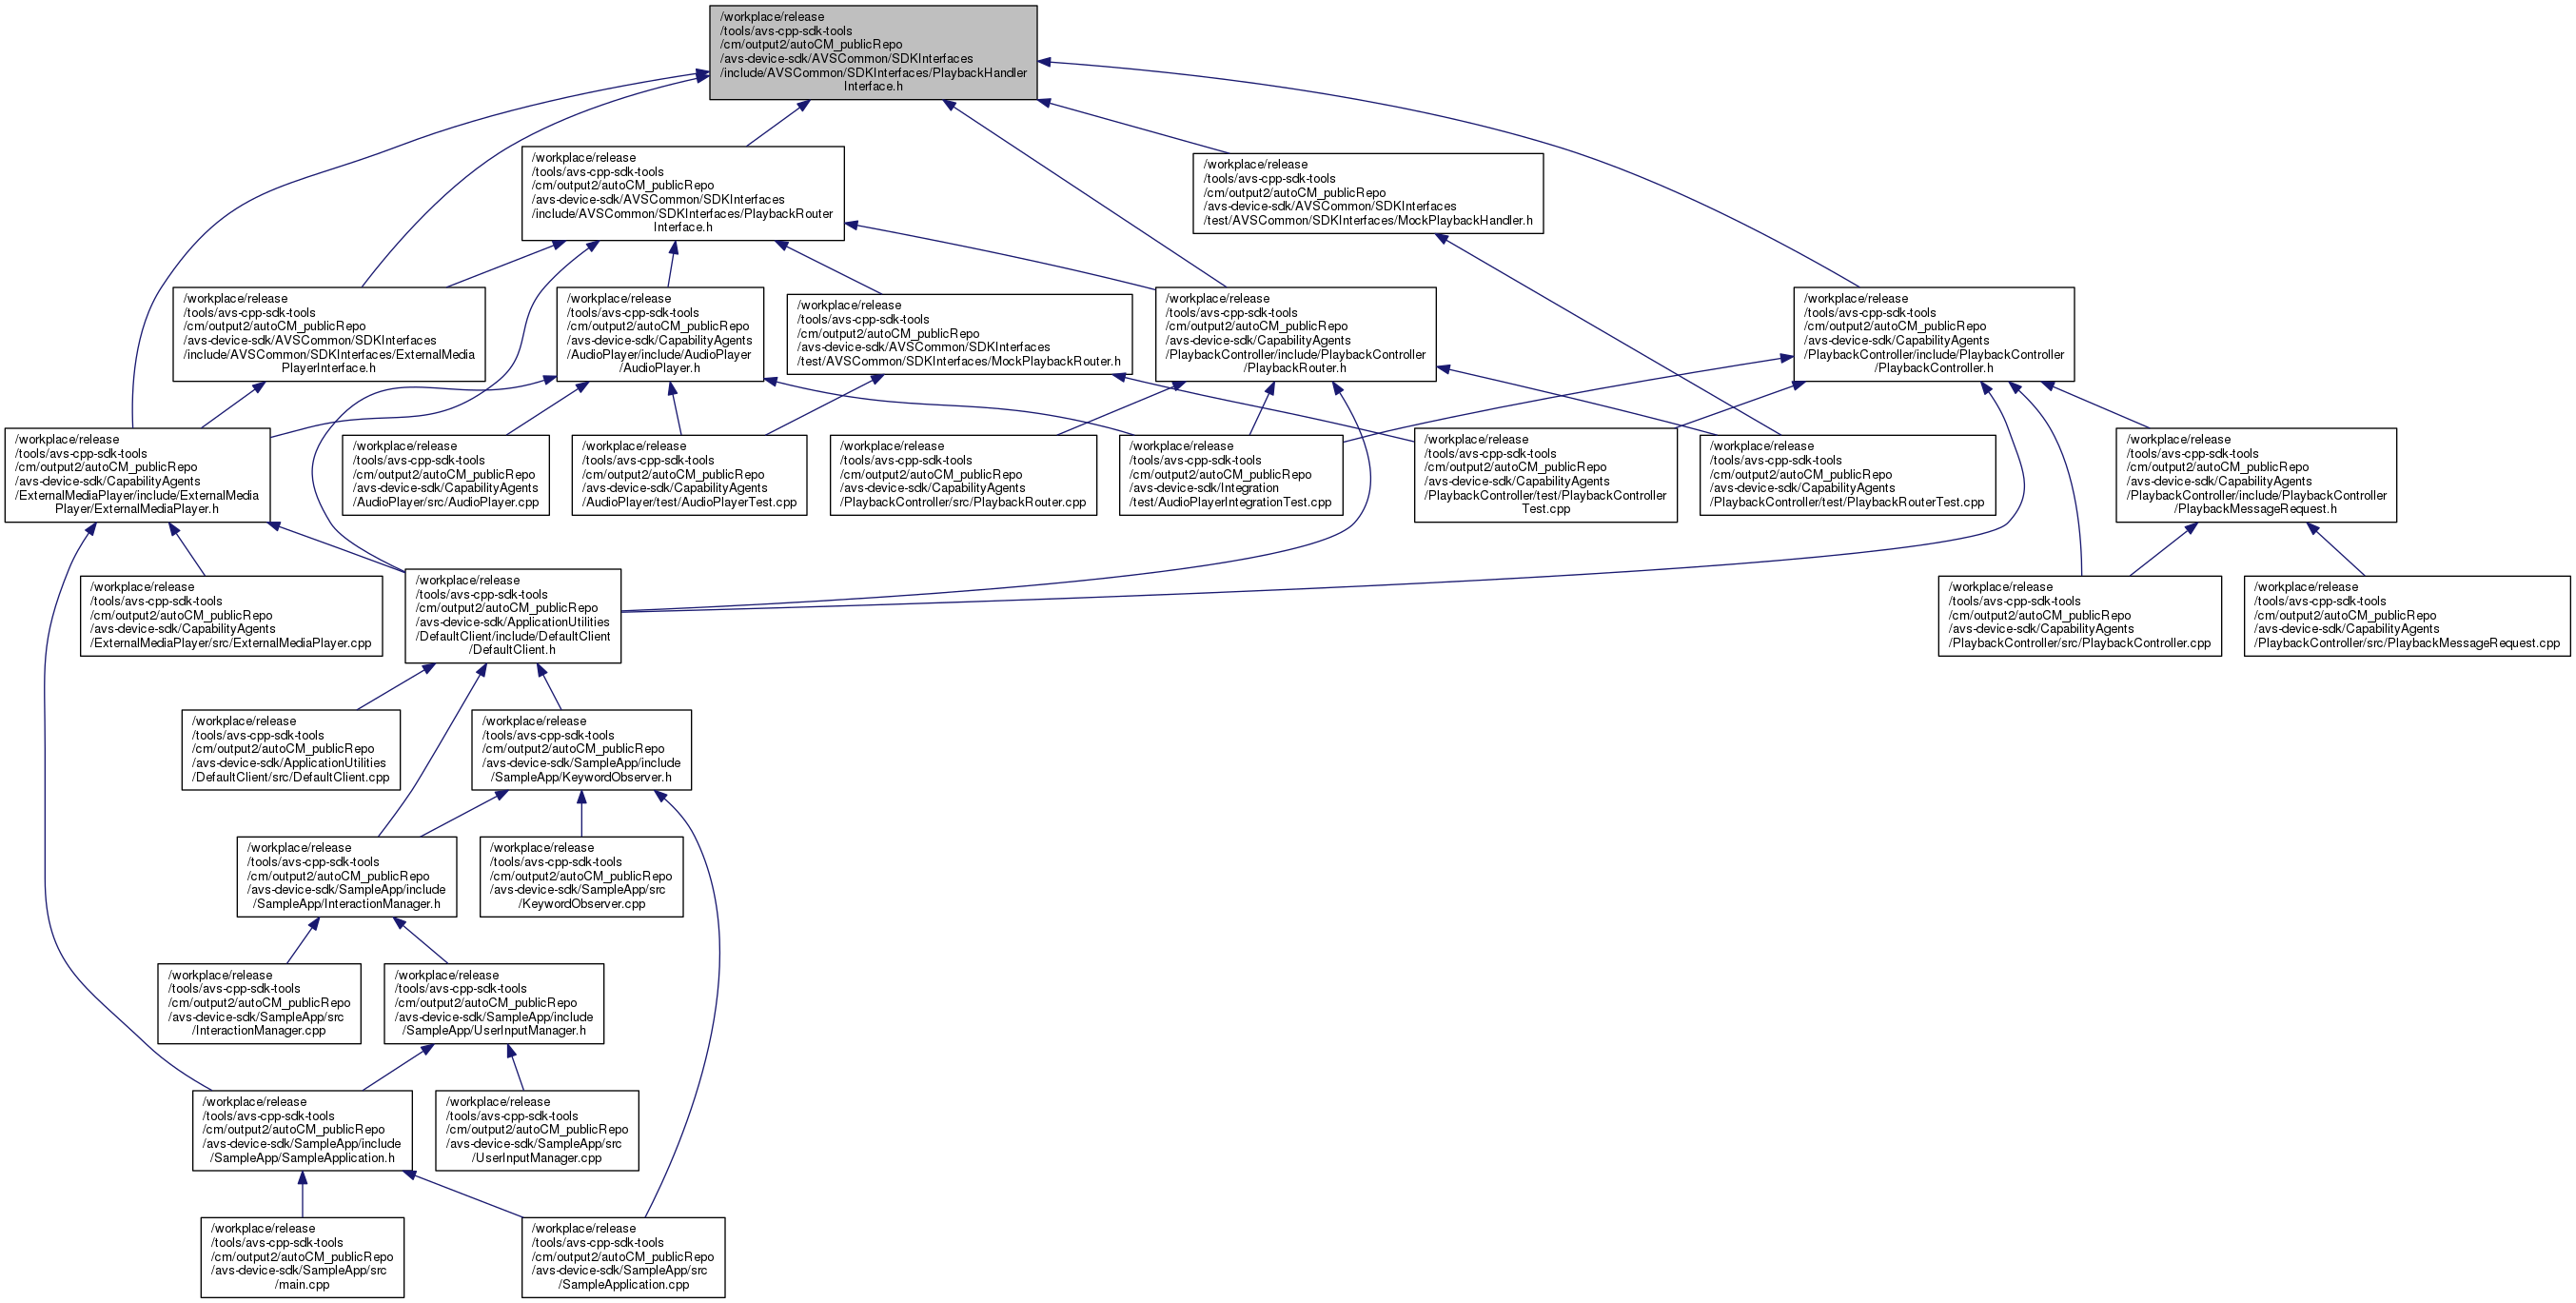 /workplace/release
/tools/avs-cpp-sdk-tools
/cm/output2/autoCM_publicRepo
/avs-device-sdk/AVSCommon/SDKInterfaces
/include/AVSCommon/SDKInterfaces/PlaybackHandler
Interface.h
/workplace/release
/tools/avs-cpp-sdk-tools
/cm/output2/autoCM_publicRepo
/avs-device-sdk/AVSCommon/SDKInterfaces
/include/AVSCommon/SDKInterfaces/PlaybackRouter
Interface.h
/workplace/release
/tools/avs-cpp-sdk-tools
/cm/output2/autoCM_publicRepo
/avs-device-sdk/AVSCommon/SDKInterfaces
/test/AVSCommon/SDKInterfaces/MockPlaybackHandler.h
/workplace/release
/tools/avs-cpp-sdk-tools
/cm/output2/autoCM_publicRepo
/avs-device-sdk/AVSCommon/SDKInterfaces
/include/AVSCommon/SDKInterfaces/ExternalMedia
PlayerInterface.h
/workplace/release
/tools/avs-cpp-sdk-tools
/cm/output2/autoCM_publicRepo
/avs-device-sdk/CapabilityAgents
/AudioPlayer/include/AudioPlayer
/AudioPlayer.h
/workplace/release
/tools/avs-cpp-sdk-tools
/cm/output2/autoCM_publicRepo
/avs-device-sdk/AVSCommon/SDKInterfaces
/test/AVSCommon/SDKInterfaces/MockPlaybackRouter.h
/workplace/release
/tools/avs-cpp-sdk-tools
/cm/output2/autoCM_publicRepo
/avs-device-sdk/CapabilityAgents
/PlaybackController/include/PlaybackController
/PlaybackRouter.h
/workplace/release
/tools/avs-cpp-sdk-tools
/cm/output2/autoCM_publicRepo
/avs-device-sdk/CapabilityAgents
/PlaybackController/include/PlaybackController
/PlaybackController.h
/workplace/release
/tools/avs-cpp-sdk-tools
/cm/output2/autoCM_publicRepo
/avs-device-sdk/CapabilityAgents
/ExternalMediaPlayer/include/ExternalMedia
Player/ExternalMediaPlayer.h
/workplace/release
/tools/avs-cpp-sdk-tools
/cm/output2/autoCM_publicRepo
/avs-device-sdk/CapabilityAgents
/AudioPlayer/src/AudioPlayer.cpp
/workplace/release
/tools/avs-cpp-sdk-tools
/cm/output2/autoCM_publicRepo
/avs-device-sdk/CapabilityAgents
/AudioPlayer/test/AudioPlayerTest.cpp
/workplace/release
/tools/avs-cpp-sdk-tools
/cm/output2/autoCM_publicRepo
/avs-device-sdk/CapabilityAgents
/PlaybackController/src/PlaybackRouter.cpp
/workplace/release
/tools/avs-cpp-sdk-tools
/cm/output2/autoCM_publicRepo
/avs-device-sdk/Integration
/test/AudioPlayerIntegrationTest.cpp
/workplace/release
/tools/avs-cpp-sdk-tools
/cm/output2/autoCM_publicRepo
/avs-device-sdk/CapabilityAgents
/PlaybackController/test/PlaybackController
Test.cpp
/workplace/release
/tools/avs-cpp-sdk-tools
/cm/output2/autoCM_publicRepo
/avs-device-sdk/CapabilityAgents
/PlaybackController/test/PlaybackRouterTest.cpp
/workplace/release
/tools/avs-cpp-sdk-tools
/cm/output2/autoCM_publicRepo
/avs-device-sdk/CapabilityAgents
/PlaybackController/include/PlaybackController
/PlaybackMessageRequest.h
/workplace/release
/tools/avs-cpp-sdk-tools
/cm/output2/autoCM_publicRepo
/avs-device-sdk/CapabilityAgents
/ExternalMediaPlayer/src/ExternalMediaPlayer.cpp
/workplace/release
/tools/avs-cpp-sdk-tools
/cm/output2/autoCM_publicRepo
/avs-device-sdk/ApplicationUtilities
/DefaultClient/include/DefaultClient
/DefaultClient.h
/workplace/release
/tools/avs-cpp-sdk-tools
/cm/output2/autoCM_publicRepo
/avs-device-sdk/CapabilityAgents
/PlaybackController/src/PlaybackController.cpp
/workplace/release
/tools/avs-cpp-sdk-tools
/cm/output2/autoCM_publicRepo
/avs-device-sdk/CapabilityAgents
/PlaybackController/src/PlaybackMessageRequest.cpp
/workplace/release
/tools/avs-cpp-sdk-tools
/cm/output2/autoCM_publicRepo
/avs-device-sdk/ApplicationUtilities
/DefaultClient/src/DefaultClient.cpp
/workplace/release
/tools/avs-cpp-sdk-tools
/cm/output2/autoCM_publicRepo
/avs-device-sdk/SampleApp/include
/SampleApp/KeywordObserver.h
/workplace/release
/tools/avs-cpp-sdk-tools
/cm/output2/autoCM_publicRepo
/avs-device-sdk/SampleApp/include
/SampleApp/InteractionManager.h
/workplace/release
/tools/avs-cpp-sdk-tools
/cm/output2/autoCM_publicRepo
/avs-device-sdk/SampleApp/src
/KeywordObserver.cpp
/workplace/release
/tools/avs-cpp-sdk-tools
/cm/output2/autoCM_publicRepo
/avs-device-sdk/SampleApp/src
/InteractionManager.cpp
/workplace/release
/tools/avs-cpp-sdk-tools
/cm/output2/autoCM_publicRepo
/avs-device-sdk/SampleApp/include
/SampleApp/UserInputManager.h
/workplace/release
/tools/avs-cpp-sdk-tools
/cm/output2/autoCM_publicRepo
/avs-device-sdk/SampleApp/include
/SampleApp/SampleApplication.h
/workplace/release
/tools/avs-cpp-sdk-tools
/cm/output2/autoCM_publicRepo
/avs-device-sdk/SampleApp/src
/UserInputManager.cpp
/workplace/release
/tools/avs-cpp-sdk-tools
/cm/output2/autoCM_publicRepo
/avs-device-sdk/SampleApp/src
/main.cpp
/workplace/release
/tools/avs-cpp-sdk-tools
/cm/output2/autoCM_publicRepo
/avs-device-sdk/SampleApp/src
/SampleApplication.cpp